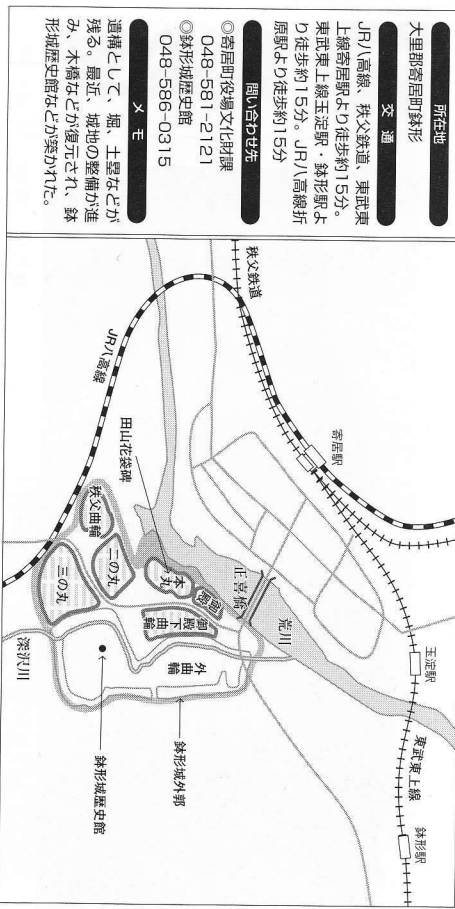 所在地
大里郡寄居町鉢形
交通
JR八高線、秩父鉄道、東武東
上線寄居駅より徒歩約15分。
東武東上線玉淀駅・鉢形駅よ
り徒歩約15分。JR八高線折
原駅より徒歩約15分
問い合わせ先
◎寄居町役場文化財課
048-581-2121
◎鉢形城歴史館
048-586-0315
メモ
遺構として、堀、土塁などが
残る。最近、城地の整備が進
み、木橋などが復元され、鉢
形城歴史館などが築かれた。
秩父鉄道
JR八高線
寄居駅
玉淀駅
東武東上線
鉢形駅
正喜橋
荒川
田山花袋碑
本丸
御殿
御殿下曲輪
二の丸
秩父曲輪
三の丸
外曲輪
深沢川
鉢形城外郭
鉢形城歴史館